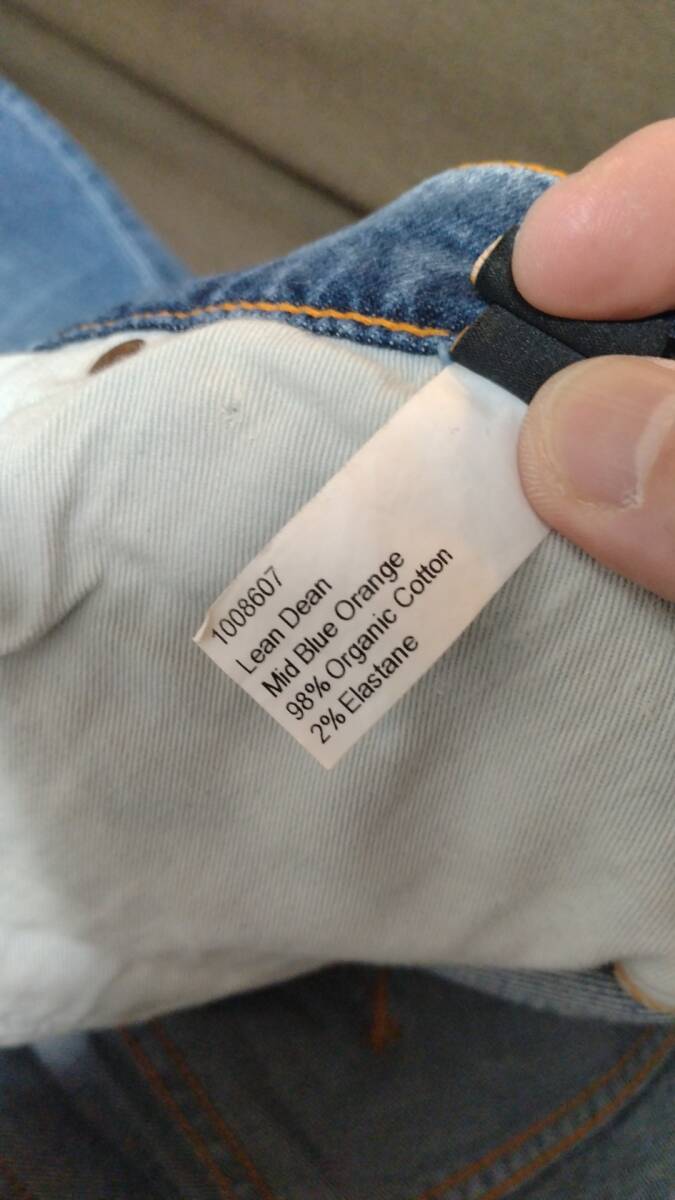 1008607
Lean Dean
Mid Blue Orange
98% Organic Cotton
2% Elastane